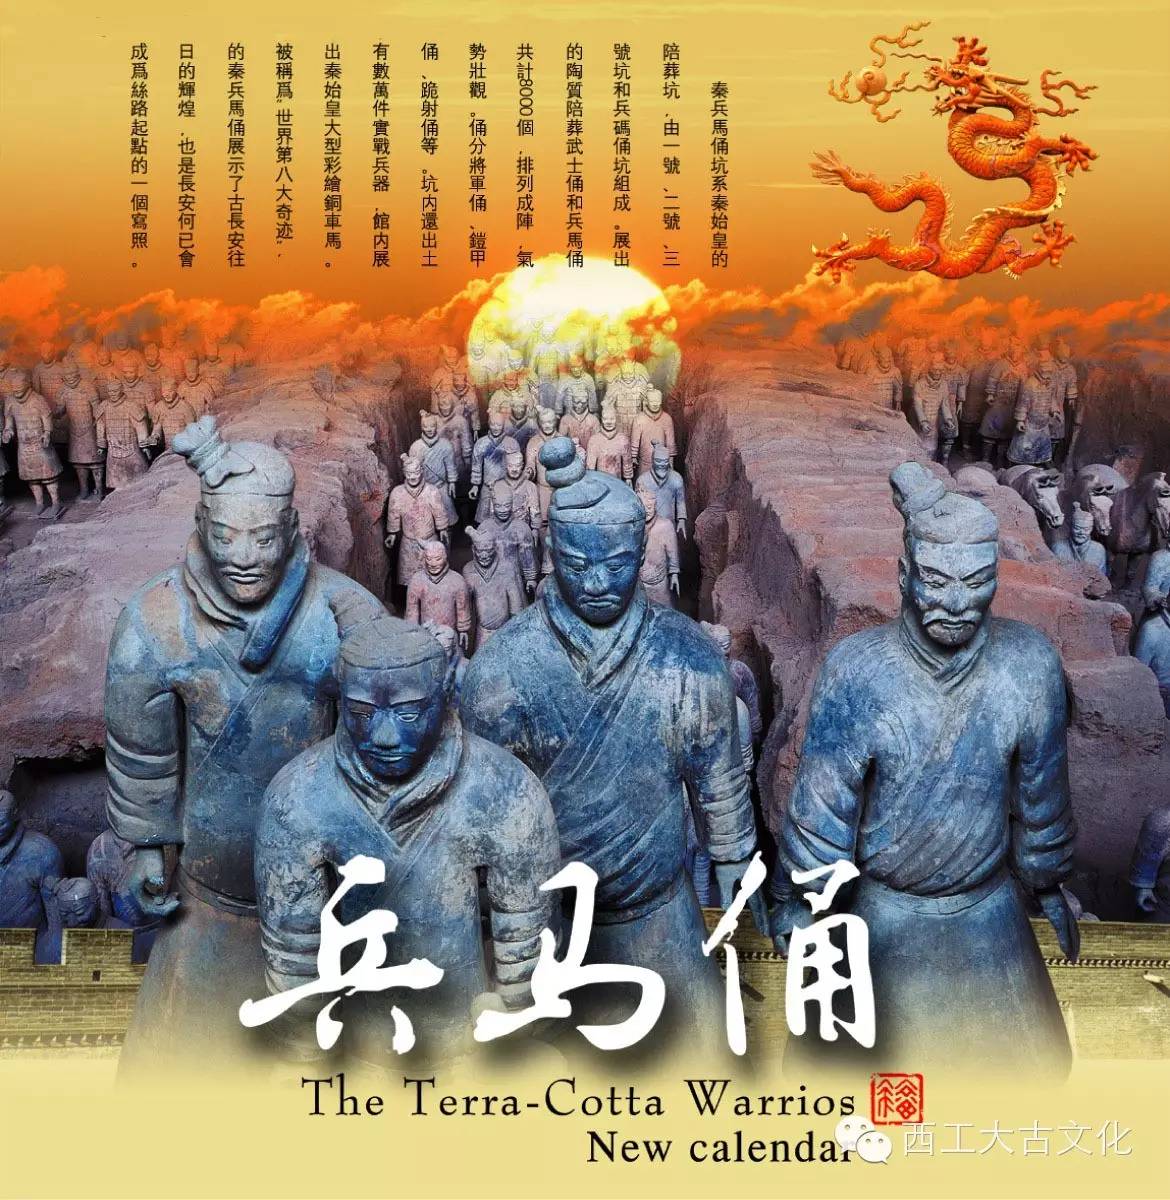 秦兵馬俑坑系秦始皇的
陪葬坑，由一號、二號、三
號坑和兵碼俑坑組成。展出
的陶質陪葬武士俑和兵馬俑
共計8000個，排列成陣，氣
勢壯觀。俑分將軍俑、鎧甲
俑、跪射俑等。坑内還出土
有數萬件實戰兵器，館内展
出秦始皇大型彩繪銅車馬。
被稱爲“世界第八大奇迹”，
的秦兵馬俑展示了古長安往
日的輝煌，也是長安何已會
成爲絲路起點的一個寫照。
兵马俑
The Terra-Cotta Warrios
New calendar
西工大古文化